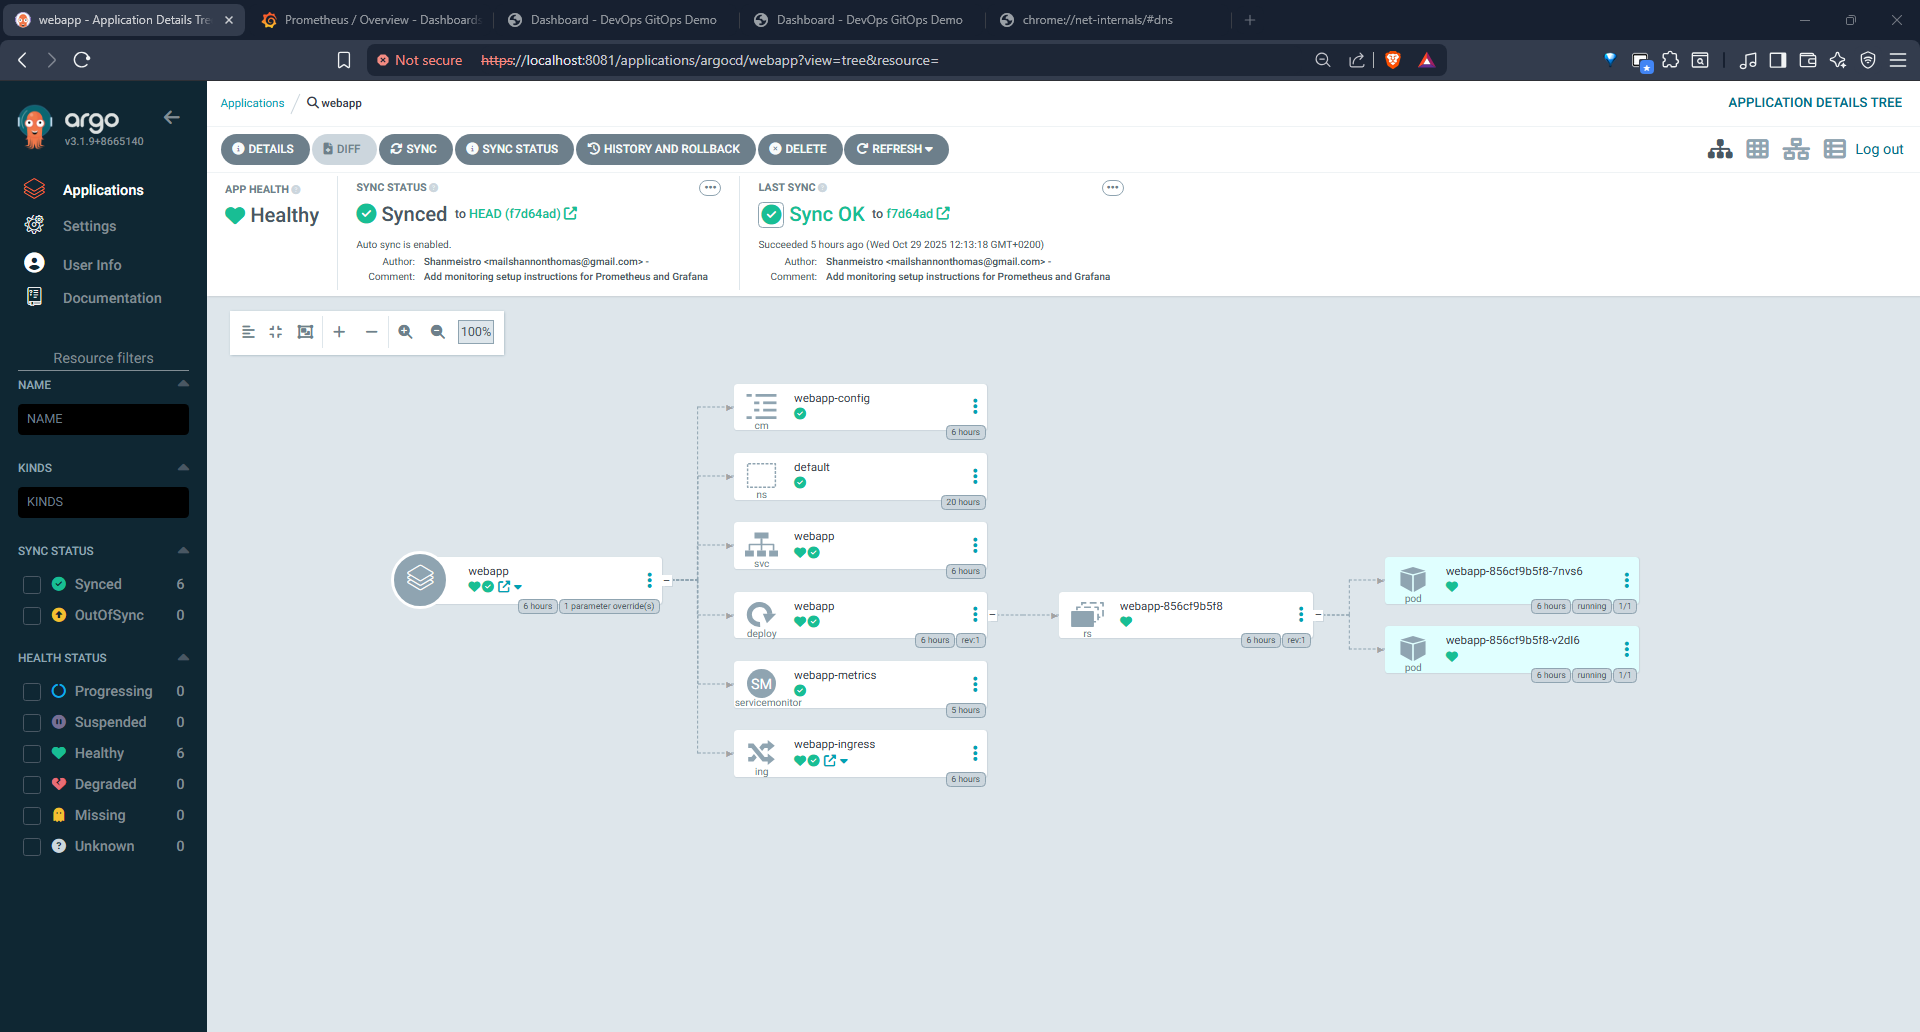 webapp - Application Details Tre
Prometheus / Overview - Dashboards
Dashboard - DevOps GitOps Demo
Dashboard - DevOps GitOps Demo
chrome://net-internals/#dns
Not secure https://localhost:8081/applications/argocd/webapp?view=tree&resource=
argo
v3.1.9+8665140
Applications
Settings
User Info
Documentation
Resource filters
NAME
NAME
KINDS
KINDS
SYNC STATUS
Synced 6
OutOfSync 0
HEALTH STATUS
Progressing 0
Suspended 0
Healthy 6
Degraded 0
Missing 0
Unknown 0
Applications / webapp
APPLICATION DETAILS TREE
DETAILS DIFF SYNC SYNC STATUS HISTORY AND ROLLBACK DELETE REFRESH
Log out
APP HEALTH
Healthy
SYNC STATUS
Synced to HEAD (f7d64ad)
Auto sync is enabled.
Author: Shanmeistro <mailshannonthomas@gmail.com> -
Comment: Add monitoring setup instructions for Prometheus and Grafana
LAST SYNC
Sync OK to f7d64ad
Succeeded 5 hours ago (Wed Oct 29 2025 12:13:18 GMT+0200)
Author: Shanmeistro <mailshannonthomas@gmail.com> -
Comment: Add monitoring setup instructions for Prometheus and Grafana
100%
webapp
6 hours 1 parameter override(s)
webapp-config
cm
6 hours
default
ns
20 hours
webapp
svc
6 hours
webapp
deploy
6 hours rev:1
SM
webapp-metrics
servicemonitor
5 hours
webapp-ingress
ing
6 hours
webapp-856cf9b5f8
rs
6 hours rev:1
webapp-856cf9b5f8-7nvs6
pod
6 hours running 1/1
webapp-856cf9b5f8-v2dl6
pod
6 hours running 1/1